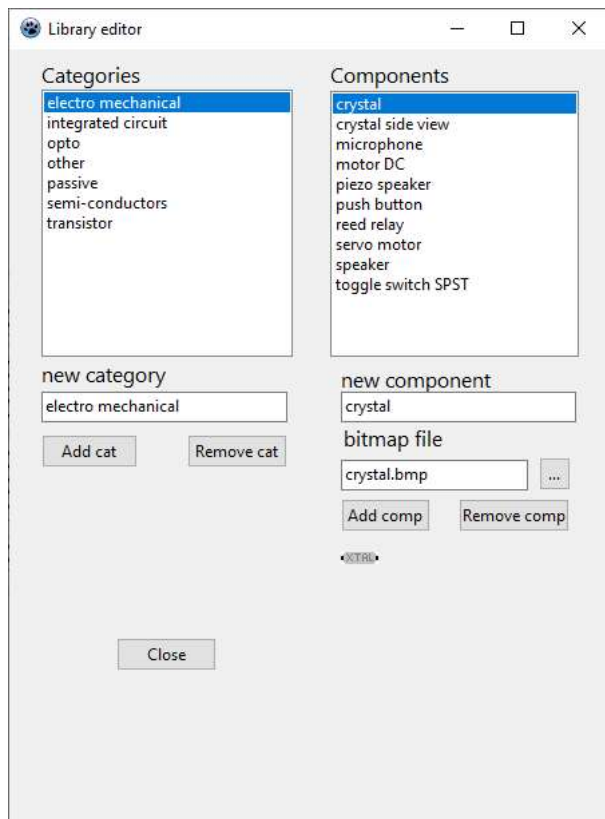 Library editor
Categories
electro mechanical
integrated circuit
opto
other
passive
semi-conductors
transistor
Components
crystal
crystal side view
microphone
motor DC
piezo speaker
push button
reed relay
servo motor
speaker
toggle switch SPST
new category
electro mechanical
Add cat
Remove cat
new component
crystal
bitmap file
crystal.bmp
...
Add comp
Remove comp
XTAL
Close